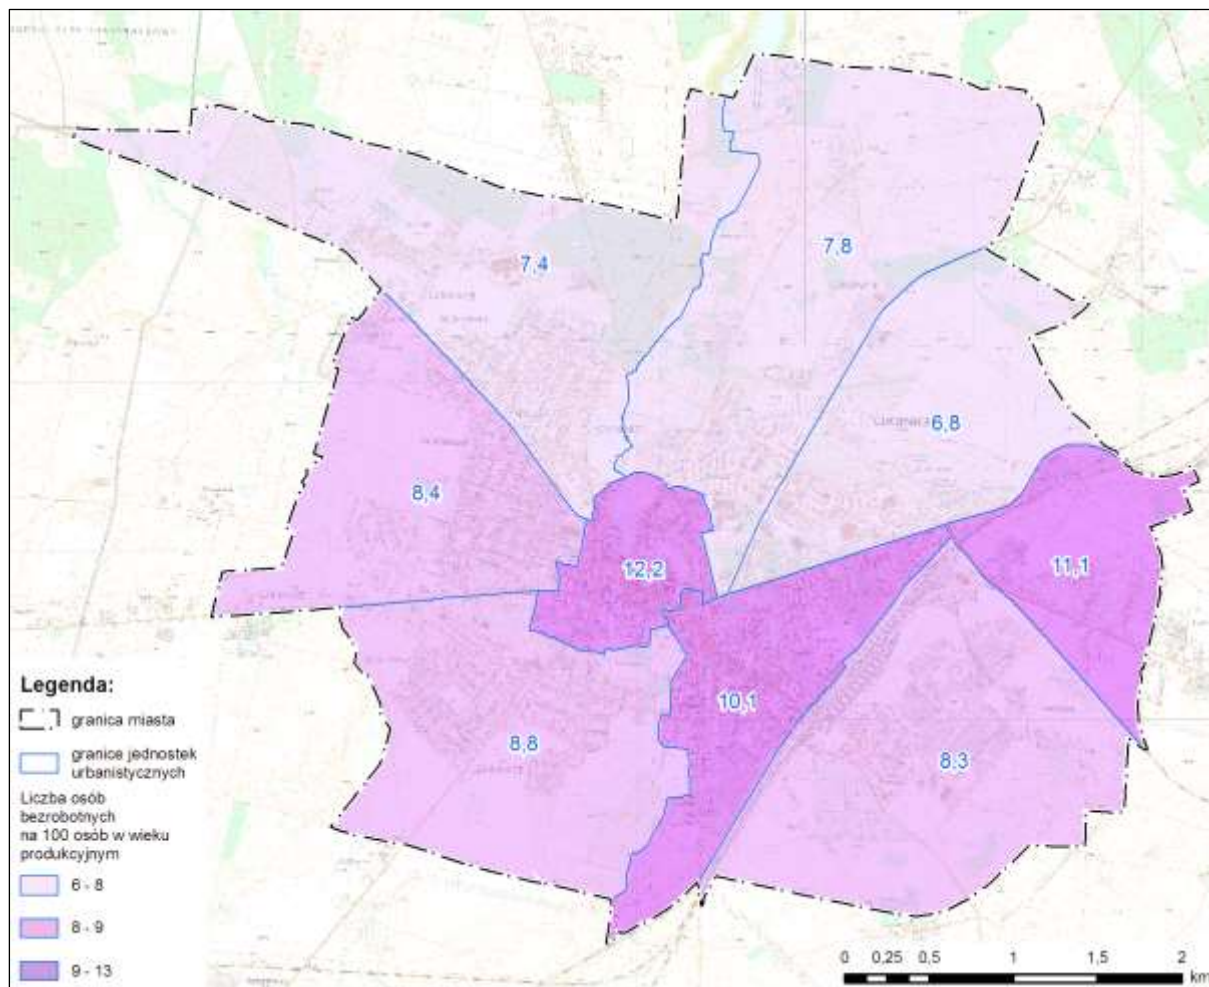 7,4
7,8
6,8
8,4
12,2
11,1
10,1
8,8
8,3
Legenda:
granica miasta
granice jednostek
urbanistycznych
Liczba osób
bezrobotnych
na 100 osób w wieku
produkcyjnym
6 - 8
8 - 9
9 - 13
0 0,25 0,5 1 1,5 2
km